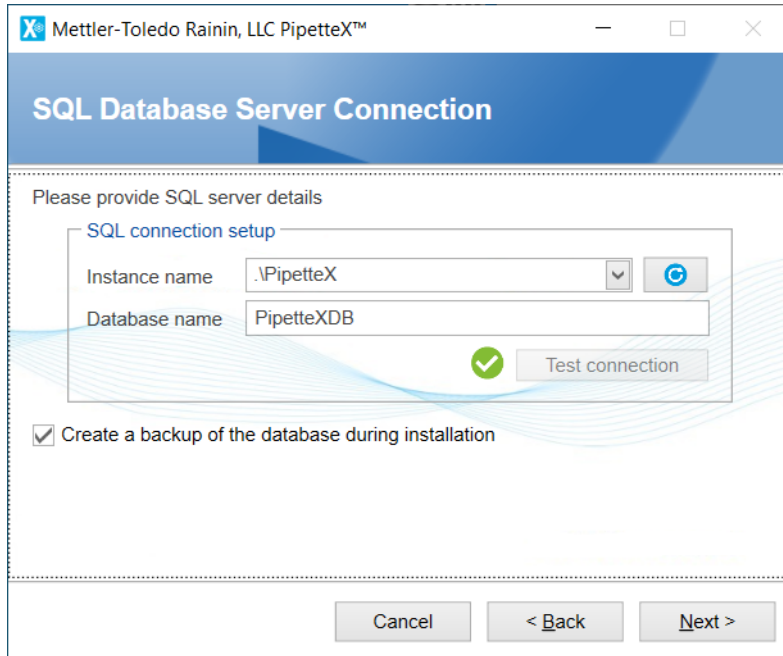 Mettler-Toledo Rainin, LLC PipetteX™
SQL Database Server Connection
Please provide SQL server details
SQL connection setup
Instance name .\PipetteX
Database name PipetteXDB
Test connection
Create a backup of the database during installation
Cancel < Back Next >